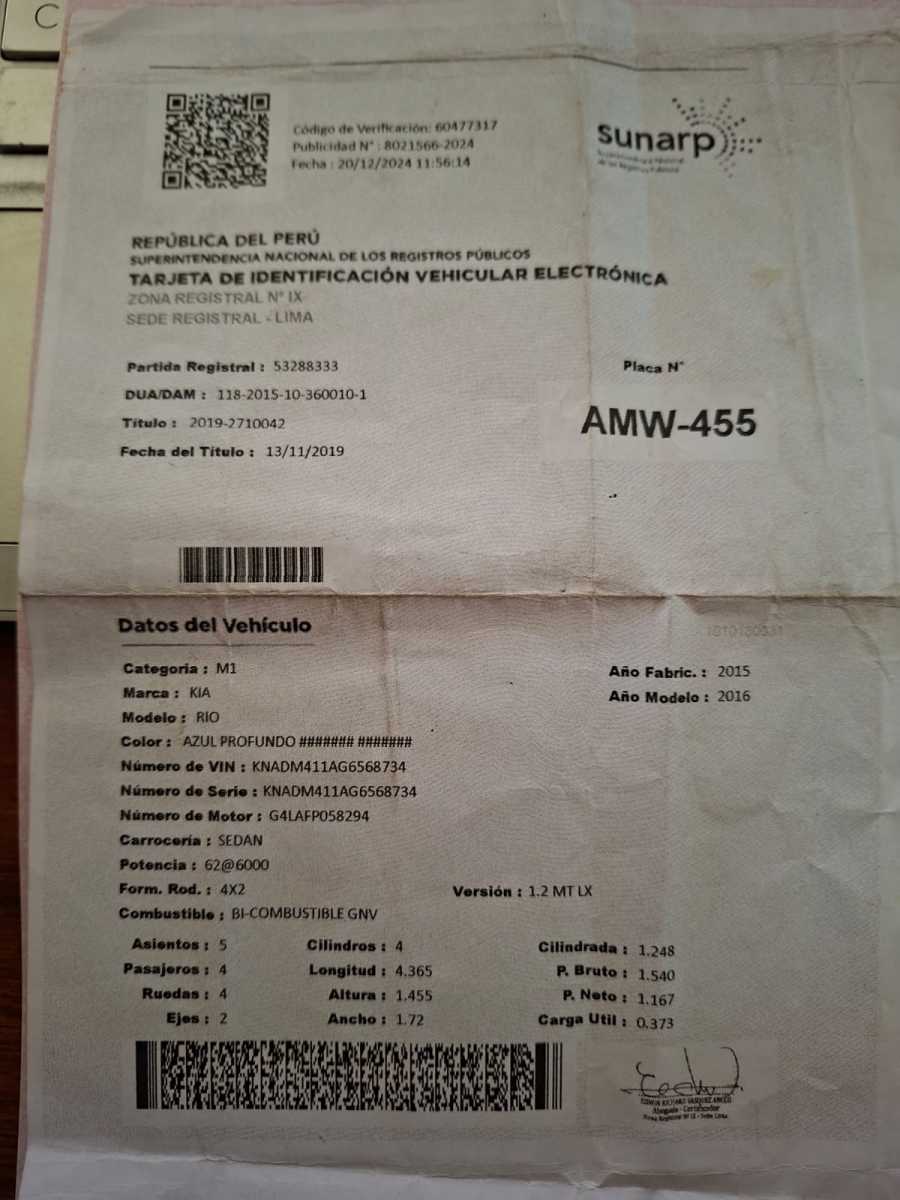 C
Código de Verificación: 60477317
Publicidad N° : 8021566-2024
Fecha : 20/12/2024 11:56:14
sunarp
REPÚBLICA DEL PERÚ
SUPERINTENDENCIA NACIONAL DE LOS REGISTROS PÚBLICOS
TARJETA DE IDENTIFICACIÓN VEHICULAR ELECTRÓNICA
ZONA REGISTRAL N° IX
SEDE REGISTRAL - LIMA
Partida Registral : 53288333
DUA/DAM : 118-2015-10-360010-1
Título : 2019-2710042
Fecha del Título : 13/11/2019
Placa N°
AMW-455
Datos del Vehículo
Categoría : M1
Marca : KIA
Modelo : RIO
Color : AZUL PROFUNDO ####### #######
Número de VIN : KNADM411AG6568734
Número de Serie : KNADM411AG6568734
Número de Motor : G4LAFP058294
Carrocería : SEDAN
Potencia : 62@6000
Form. Rod. : 4X2
Combustible : BI-COMBUSTIBLE GNV
Año Fabric. : 2015
Año Modelo : 2016
Versión : 1.2 MT LX
Asientos : 5 Cilindros : 4 Cilindrada : 1.248
Pasajeros : 4 Longitud : 4.365 P. Bruto : 1.540
Ruedas : 4 Altura : 1.455 P. Neto : 1.167
Ejes : 2 Ancho : 1.72 Carga Util : 0.373
Abogado - Certificador
Zona Registral N° IX - Sede Lima